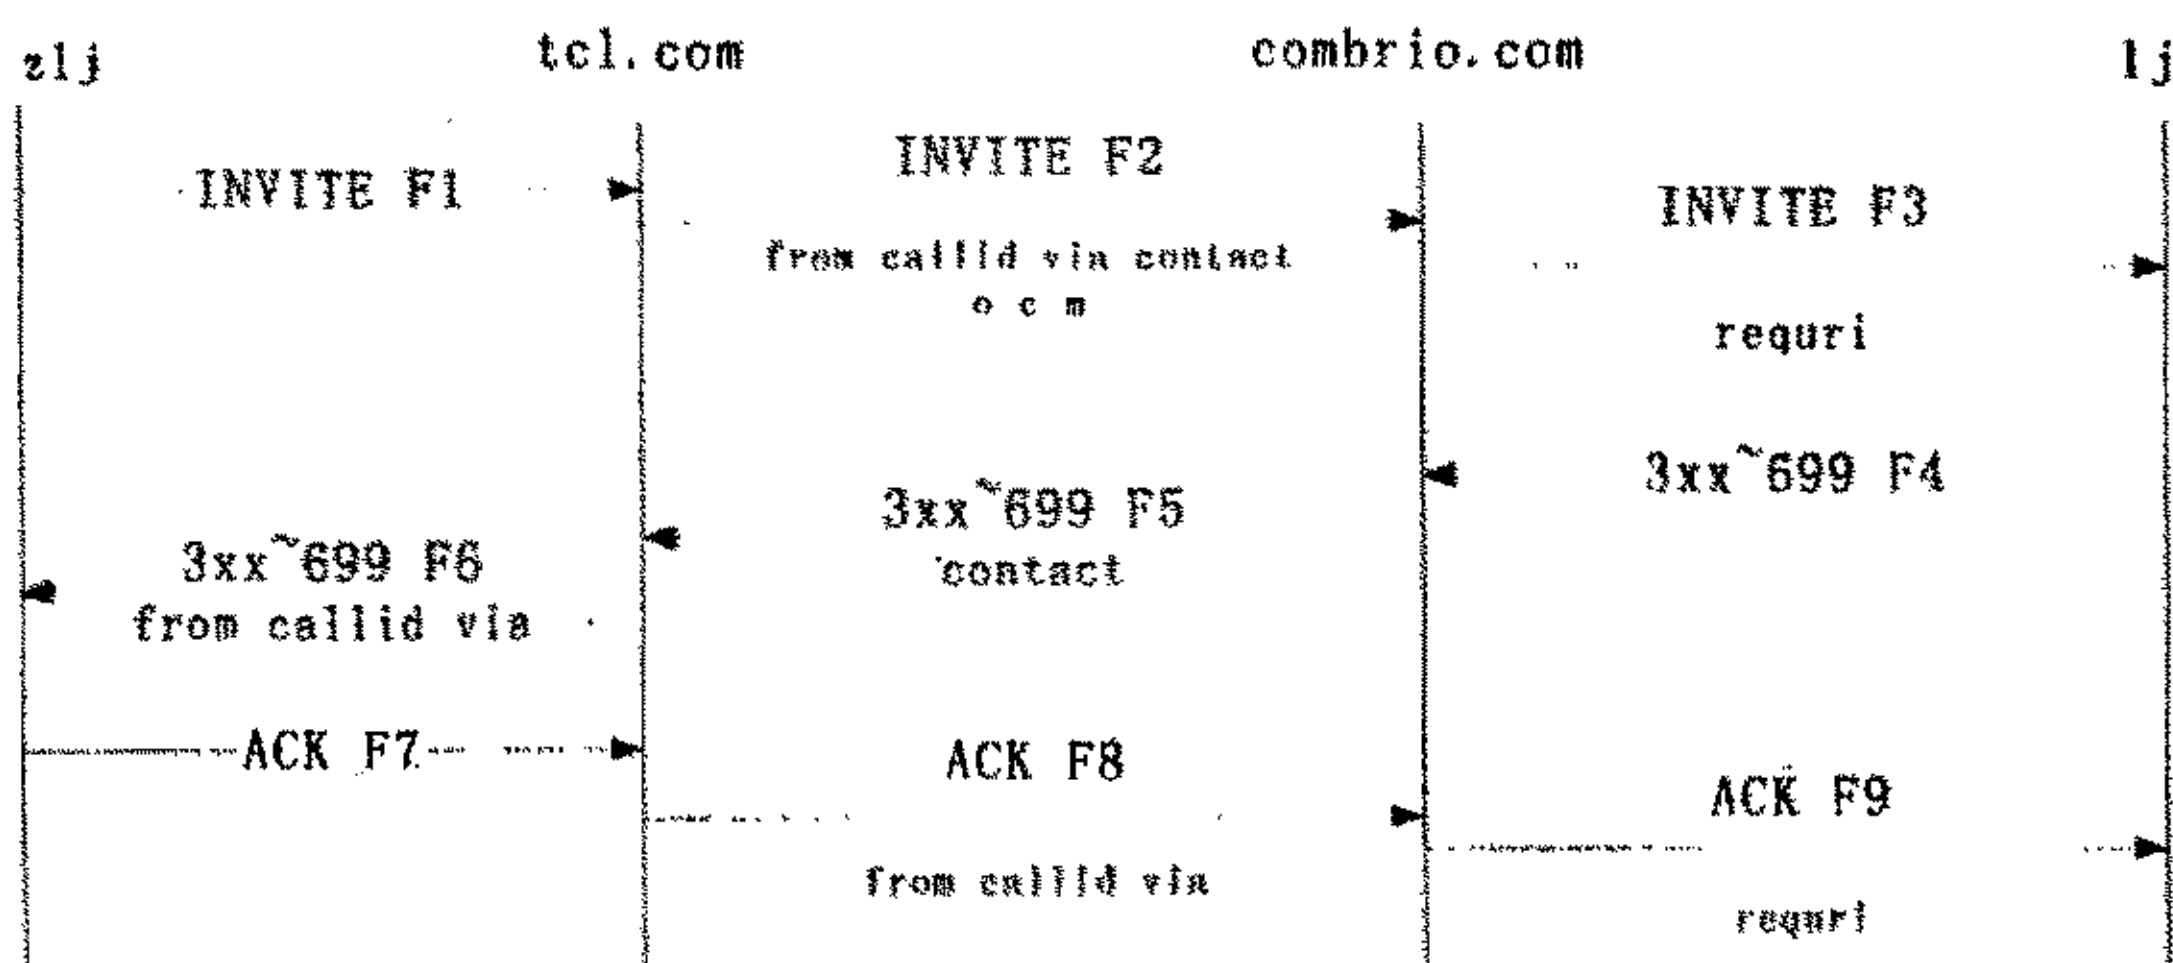 zlj tcl.com combrio.com lj
INVITE F1
INVITE F2
from callid via contact
o c m
INVITE F3
requri
3xx~699 F4
3xx~699 F5
contact
3xx~699 F6
from callid via
ACK F7
ACK F8
from callid via
ACK F9
requri